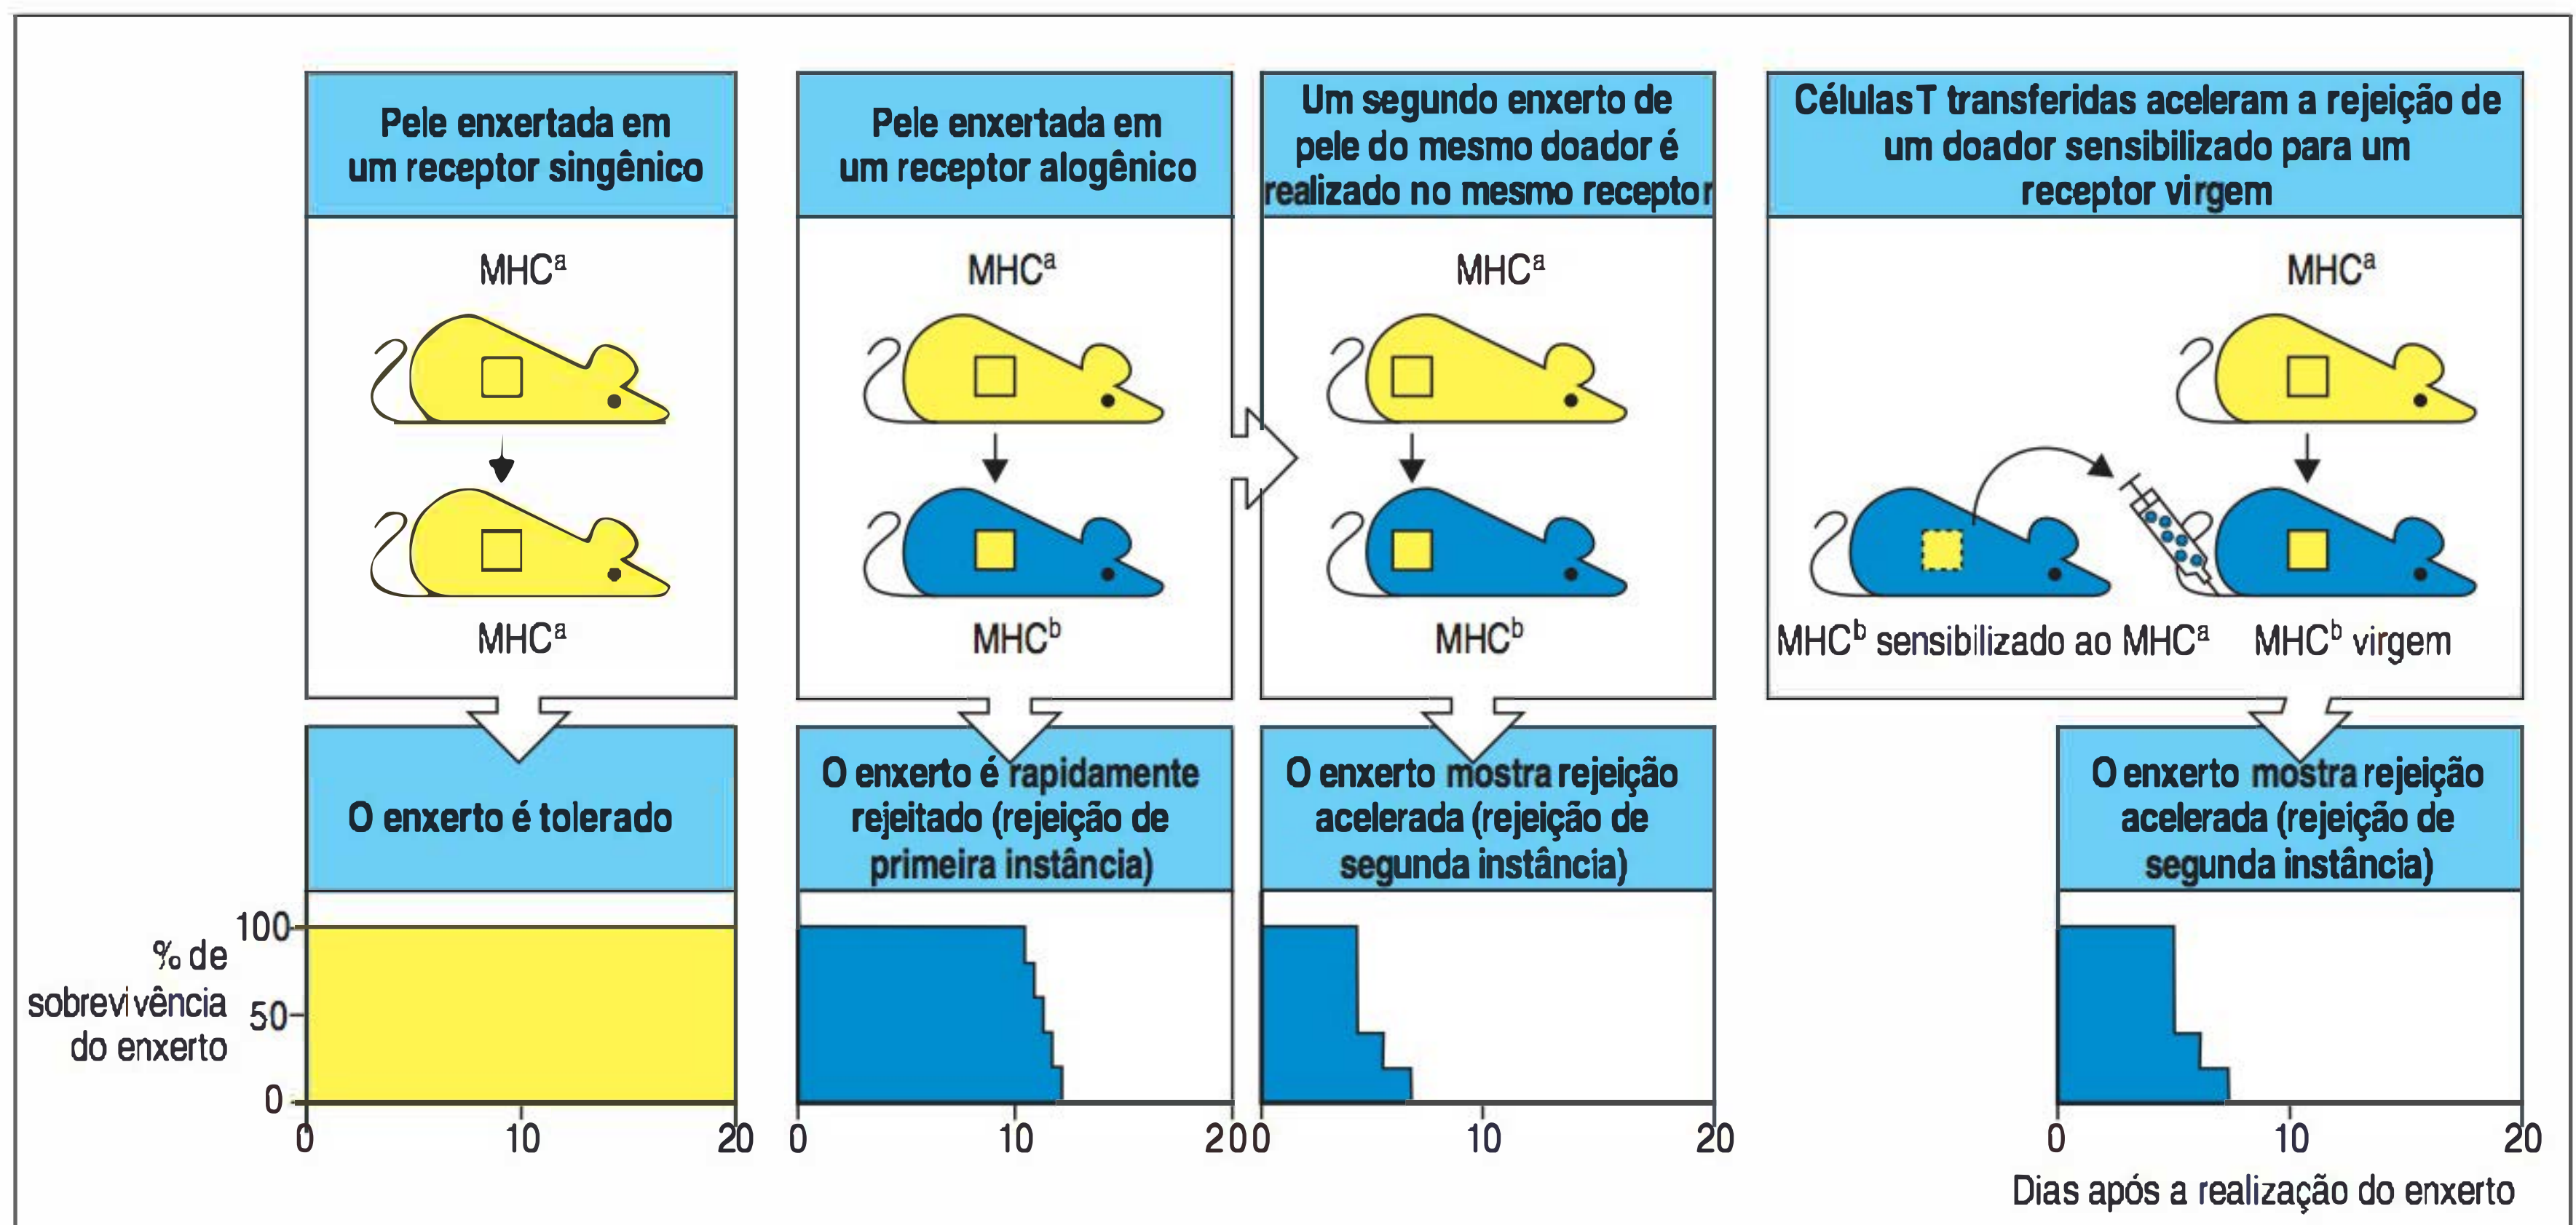 Pele enxertada em
um receptor singênico
MHCᵃ
MHCᵃ
O enxerto é tolerado
Pele enxertada em
um receptor alogênico
MHCᵃ
MHCᵇ
O enxerto é rapidamente
rejeitado (rejeição de
primeira instância)
Um segundo enxerto de
pele do mesmo doador é
realizado no mesmo receptor
MHCᵃ
MHCᵇ
O enxerto mostra rejeição
acelerada (rejeição de
segunda instância)
Células T transferidas aceleram a rejeição de
um doador sensibilizado para um
receptor virgem
MHCᵃ
MHCᵇ sensibilizado ao MHCᵃ
MHCᵇ virgem
O enxerto mostra rejeição
acelerada (rejeição de
segunda instância)
% de
sobrevivência
do enxerto
100
50
0
0 10 20
0 10 20
0 10 20
0 10 20
Dias após a realização do enxerto